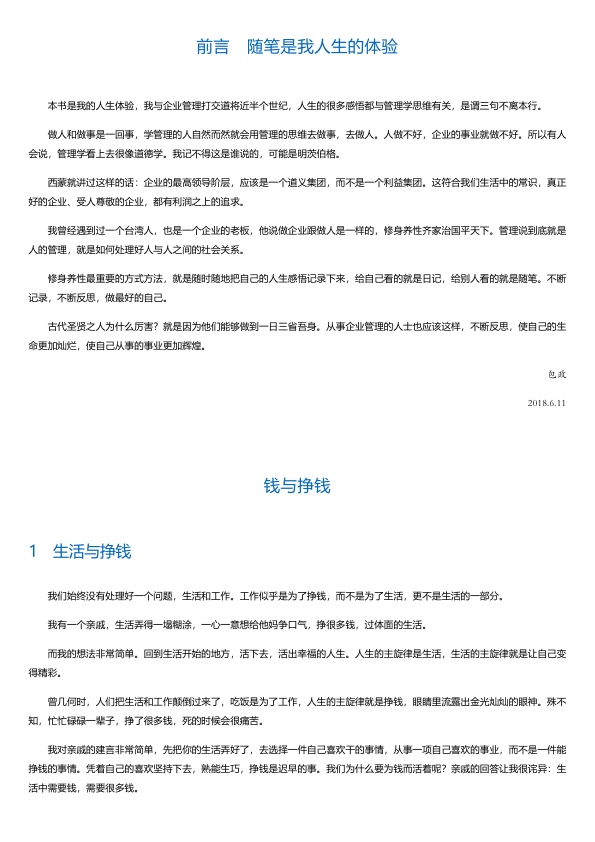 前言　随笔是我人生的体验
本书是我的人生体验，我与企业管理打交道将近半个世纪，人生的很多感悟都与管理学思维有关，是谓三句不离本行。
做人和做事是一回事，学管理的人自然而然就会用管理的思维去做事，去做人。人做不好，企业的事业就做不好。所以有人
会说，管理学看上去很像道德学。我记不得这是谁说的，可能是明茨伯格。
西蒙就讲过这样的话：企业的最高领导阶层，应该是一个道义集团，而不是一个利益集团。这符合我们生活中的常识，真正
好的企业、受人尊敬的企业，都有利润之上的追求。
我曾经遇到过一个台湾人，也是一个企业的老板，他说做企业跟做人是一样的，修身养性齐家治国平天下。管理说到底就是
人的管理，就是如何处理好人与人之间的社会关系。
修身养性最重要的方式方法，就是随时随地把自己的人生感悟记录下来，给自己看的就是日记，给别人看的就是随笔。不断
记录，不断反思，做最好的自己。
古代圣贤之人为什么厉害？就是因为他们能够做到一日三省吾身。从事企业管理的人士也应该这样，不断反思，使自己的生
命更加灿烂，使自己从事的事业更加辉煌。
包政
2018.6.11
钱与挣钱
1　生活与挣钱
我们始终没有处理好一个问题，生活和工作。工作似乎是为了挣钱，而不是为了生活，更不是生活的一部分。
我有一个亲戚，生活弄得一塌糊涂，一心一意想给他妈争口气，挣很多钱，过体面的生活。
而我的想法非常简单。回到生活开始的地方，活下去，活出幸福的人生。人生的主旋律是生活，生活的主旋律就是让自己变
得精彩。
曾几何时，人们把生活和工作颠倒过来了，吃饭是为了工作，人生的主旋律就是挣钱，眼睛里流露出金光灿灿的眼神。殊不
知，忙忙碌碌一辈子，挣了很多钱，死的时候会很痛苦。
我对亲戚的建言非常简单，先把你的生活弄好了，去选择一件自己喜欢干的事情，从事一项自己喜欢的事业，而不是一件能
挣钱的事情。凭着自己的喜欢坚持下去，熟能生巧，挣钱是迟早的事。我们为什么要为钱而活着呢？亲戚的回答让我很诧异：生
活中需要钱，需要很多钱。